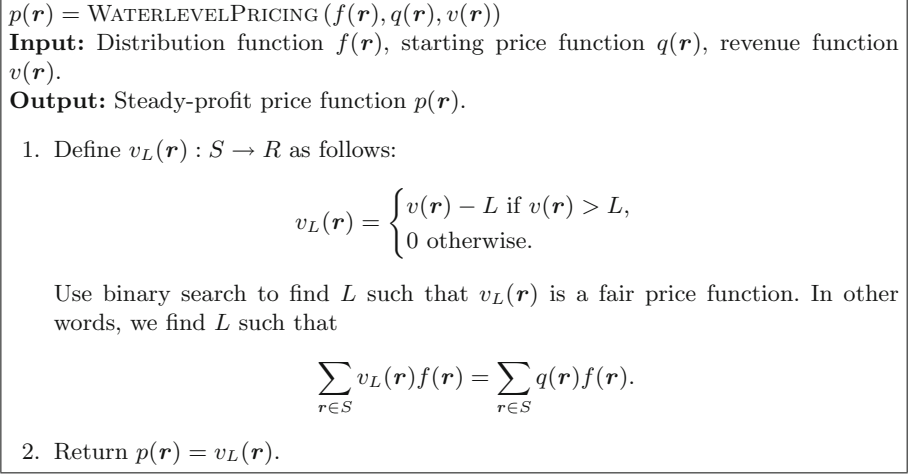 p(r) = WATERLEVELPRICING (f(r), q(r), v(r))
Input: Distribution function f(r), starting price function q(r), revenue function
v(r).
Output: Steady-profit price function p(r).
1. Define v_L(r) : S → R as follows:
v_L(r) = { v(r) − L if v(r) > L,
0 otherwise.
Use binary search to find L such that v_L(r) is a fair price function. In other
words, we find L such that
∑_{r∈S} v_L(r)f(r) = ∑_{r∈S} q(r)f(r).
2. Return p(r) = v_L(r).